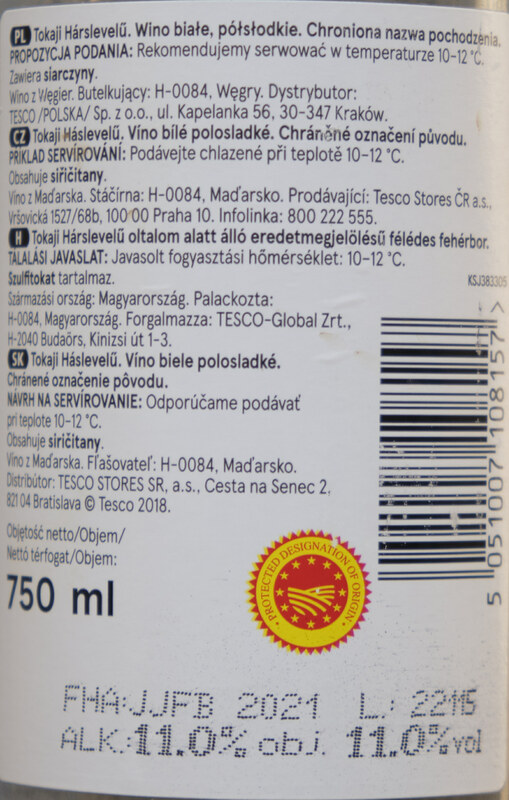 PL Tokaji Hárslevelű. Wino białe, półsłodkie. Chroniona nazwa pochodzenia.
PROPOZYCJA PODANIA: Rekomendujemy serwować w temperaturze 10-12 °C.
Zawiera siarczyny.
Wino z Węgier. Butelkujący: H-0084, Węgry. Dystrybutor:
TESCO /POLSKA/ Sp. z o.o., ul. Kapelanka 56, 30-347 Kraków.
CZ Tokaji Háslevelű. Víno bílé polosladké. Chráněné označení původu.
PŘÍKLAD SERVÍROVÁNÍ: Podávejte chlazené při teplotě 10-12 °C.
Obsahuje siřičitany.
Víno z Maďarska. Stáčírna: H-0084, Maďarsko. Prodávající: Tesco Stores ČR a.s.,
Vršovická 1527/68b, 100 00 Praha 10. Infolinka: 800 222 555.
H Tokaji Hárslevelű oltalom alatt álló eredetmegjelölésű félédes fehérbor.
TÁLALÁSI JAVASLAT: Javasolt fogyasztási hőmérséklet: 10-12 °C.
Szulfitokat tartalmaz.
KSJ383305
Származási ország: Magyarország. Palackozta:
H-0084, Magyarország. Forgalmazza: TESCO-Global Zrt.,
H-2040 Budaörs, Kinizsi út 1-3.
SK Tokaji Háslevelű. Víno biele polosladké.
Chránené označenie pôvodu.
NÁVRH NA SERVÍROVANIE: Odporúčame podávať
pri teplote 10-12 °C.
Obsahuje siričitany.
Víno z Maďarska. Fľašovateľ: H-0084, Maďarsko.
Distribútor: TESCO STORES SR, a.s., Cesta na Senec 2,
821 04 Bratislava © Tesco 2018.
5 051007 108157 >
Objętość netto/Objem/
Nettó térfogat/Objem:
750 ml
PROTECTED DESIGNATION OF ORIGIN
FHA:JJFB 2021 L.: 22115
ALK.:11.0% obj. 11.0%vol